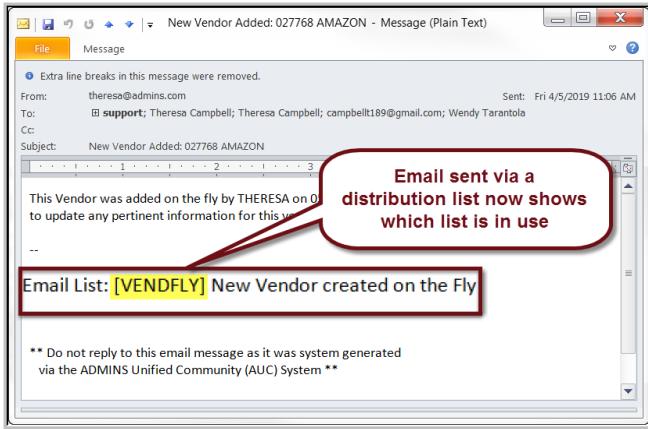 New Vendor Added: 027768 AMAZON - Message (Plain Text)
File Message
Extra line breaks in this message were removed.
From: theresa@admins.com Sent: Fri 4/5/2019 11:06 AM
To: support; Theresa Campbell; Theresa Campbell; campbellt189@gmail.com; Wendy Tarantola
Cc:
Subject: New Vendor Added: 027768 AMAZON
1 2 3
Email sent via a
distribution list now shows
which list is in use
This Vendor was added on the fly by THERESA on
to update any pertinent information for this
--
Email List: [VENDFLY] New Vendor created on the Fly
** Do not reply to this email message as it was system generated
via the ADMINS Unified Community (AUC) System **